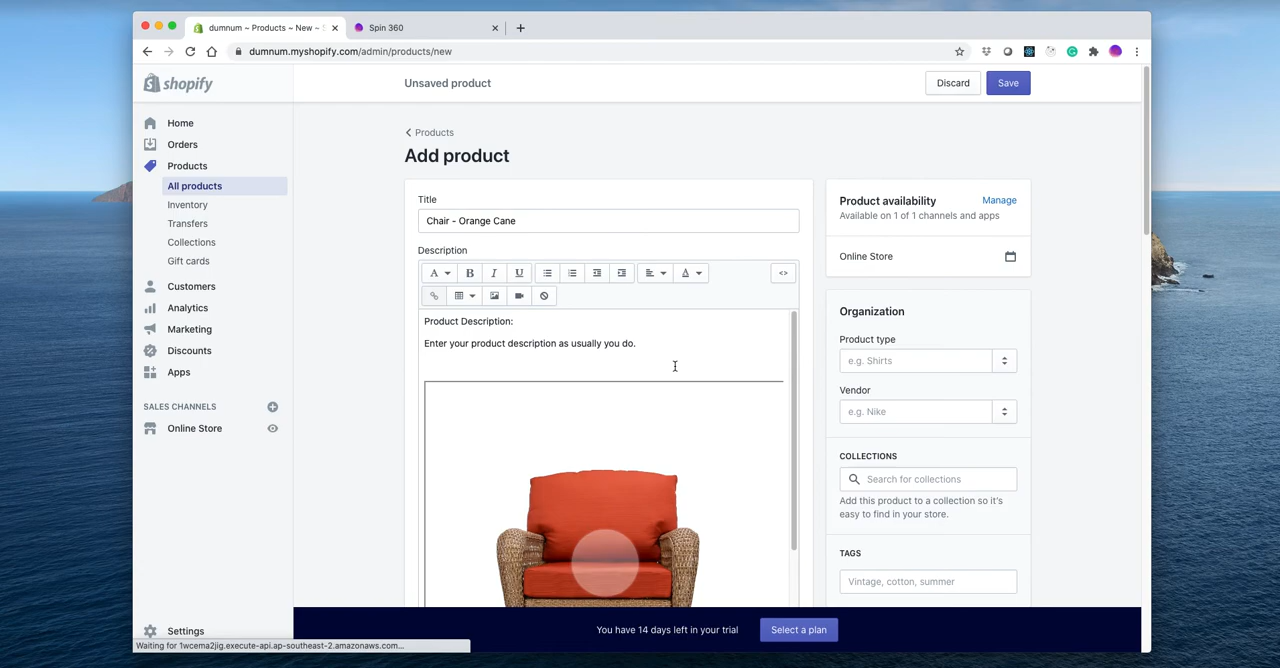 dumnum ~ Products ~ New ~
Spin 360
dumnum.myshopify.com/admin/products/new
shopify
Unsaved product
Discard
Save
Home
Orders
Products
All products
Inventory
Transfers
Collections
Gift cards
Customers
Analytics
Marketing
Discounts
Apps
SALES CHANNELS
Online Store
Settings
Waiting for 1wcema2jig.execute-api.ap-southeast-2.amazonaws.com...
Products
Add product
Title
Chair - Orange Cane
Description
A
B
I
U
A
<>
Product Description:
Enter your product description as usually you do.
Product availability
Manage
Available on 1 of 1 channels and apps
Online Store
Organization
Product type
e.g. Shirts
Vendor
e.g. Nike
COLLECTIONS
Search for collections
Add this product to a collection so it's
easy to find in your store.
TAGS
Vintage, cotton, summer
You have 14 days left in your trial
Select a plan